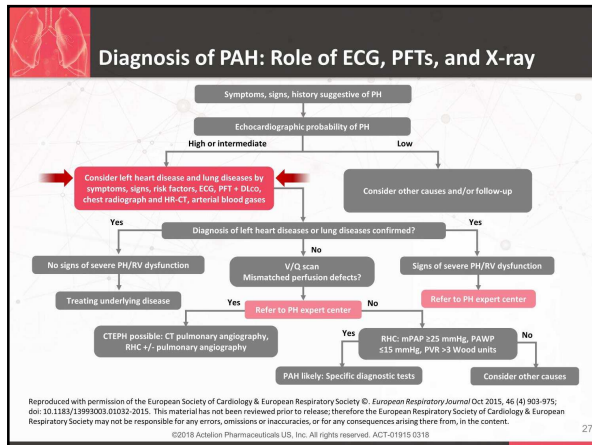 Diagnosis of PAH: Role of ECG, PFTs, and X-ray
Symptoms, signs, history suggestive of PH
Echocardiographic probability of PH
High or intermediate
Low
Consider left heart disease and lung diseases by
symptoms, signs, risk factors, ECG, PFT + DLCO,
chest radiograph and HR-CT, arterial blood gases
Consider other causes and/or follow-up
Diagnosis of left heart diseases or lung diseases confirmed?
Yes
No
Yes
No signs of severe PH/RV dysfunction
V/Q scan
Mismatched perfusion defects?
Signs of severe PH/RV dysfunction
Treating underlying disease
Refer to PH expert center
Yes
Refer to PH expert center
No
CTEPH possible: CT pulmonary angiography,
RHC +/- pulmonary angiography
Yes
RHC: mPAP ≥25 mmHg, PAWP
≤15 mmHg, PVR >3 Wood units
No
PAH likely: Specific diagnostic tests
Consider other causes
Reproduced with permission of the European Society of Cardiology & European Respiratory Society ©. European Respiratory Journal Oct 2015, 46 (4) 903-975;
doi: 10.1183/13993003.01032-2015. This material has not been reviewed prior to release; therefore the European Respiratory Society of Cardiology & European
Respiratory Society may not be responsible for any errors, omissions or inaccuracies, or for any consequences arising there from, in the content.
27
©2018 Actelion Pharmaceuticals US, Inc. All rights reserved. ACT-01915 0318